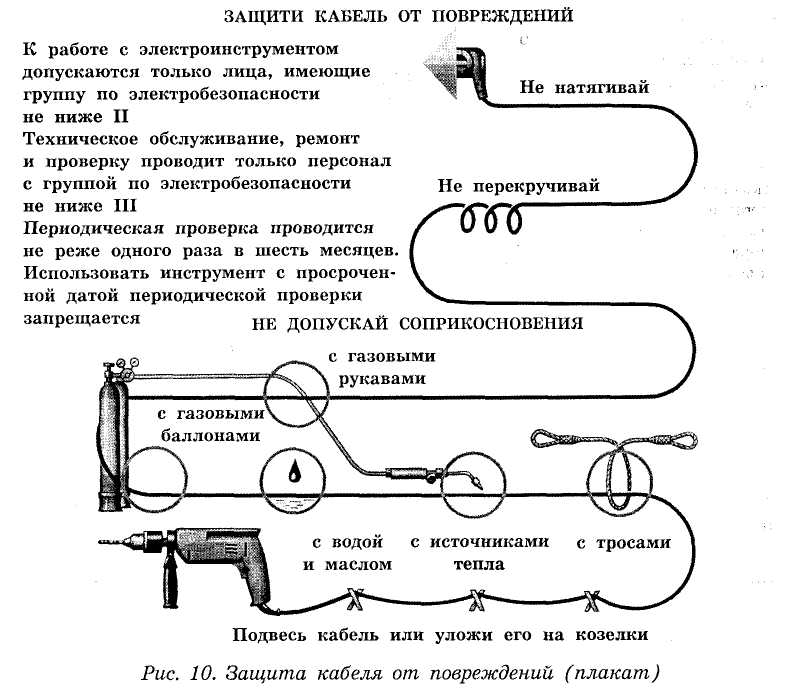 ЗАЩИТИ КАБЕЛЬ ОТ ПОВРЕЖДЕНИЙ
К работе с электроинструментом
допускаются только лица, имеющие
группу по электробезопасности
не ниже II
Техническое обслуживание, ремонт
и проверку проводит только персонал
с группой по электробезопасности
не ниже III
Периодическая проверка проводится
не реже одного раза в шесть месяцев.
Использовать инструмент с просрочен-
ной датой периодической проверки
запрещается
Не натягивай
Не перекручивай
НЕ ДОПУСКАЙ СОПРИКОСНОВЕНИЯ
с газовыми
рукавами
с газовыми
баллонами
с водой
и маслом
с источниками
тепла
с тросами
Подвесь кабель или уложи его на козелки
Рис. 10. Защита кабеля от повреждений (плакат)